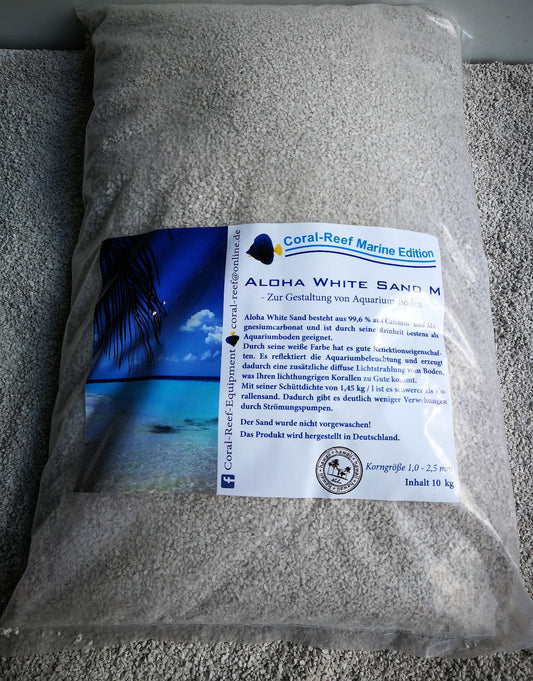 Coral-Reef Marine Edition
ALOHA WHITE SAND M
- Zur Gestaltung von Aquarium Böden -
Aloha White Sand besteht aus 99,6 % aus Calcium- und Ma-
gnesiumcarbonat und ist durch seine Reinheit bestens als
Aquariumboden geeignet.
Durch seine weiße Farbe hat es gute Reflektionseigenschaf-
ten. Es reflektiert die Aquariumbeleuchtung und erzeugt
dadurch eine zusätzliche diffuse Lichtstrahlung vom Boden,
was Ihren lichthungrigen Korallen zu Gute kommt.
Mit seiner Schüttdichte von 1,45 kg / l ist es schwerer als Ko-
rallensand. Dadurch gibt es deutlich weniger Verwehungen
durch Strömungspumpen.
Der Sand wurde nicht vorgewaschen!
Das Produkt wird hergestellt in Deutschland.
Korngröße 1,0 - 2,5 mm
Inhalt 10 kg
Coral-Reef-Equipment coral-reef@online.de